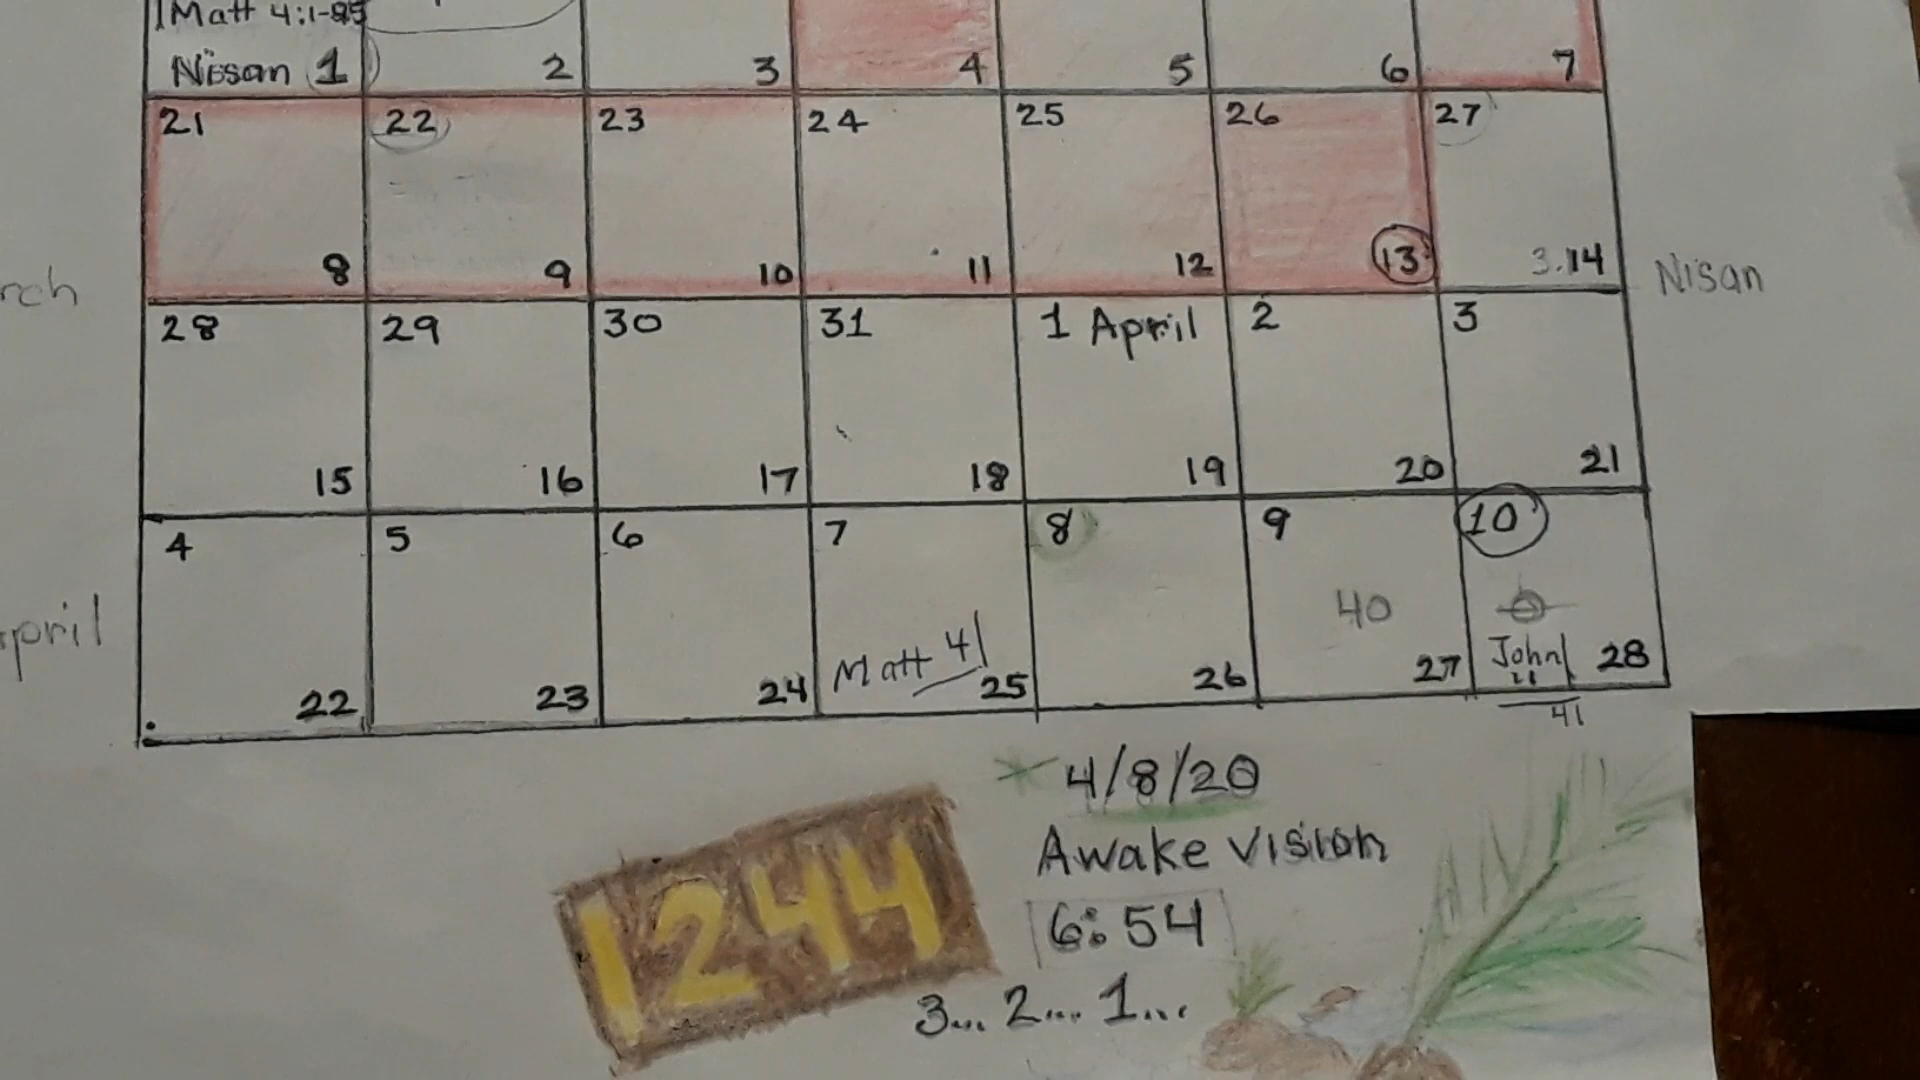 Matt 4:1-25
Nissan 1 2 3 4 5 6 7
21 22 23 24 25 26 27
8 9 10 11 12 13 3.14
rch
Nisan
28 29 30 31 1 April 2 3
15 16 17 18 19 20 21
4 5 6 7 8 9 10
40
pril
Matt 41
John
22 23 24 25 26 27 28
41
4/8/20
Awake vision
1244
6:54
3... 2... 1...